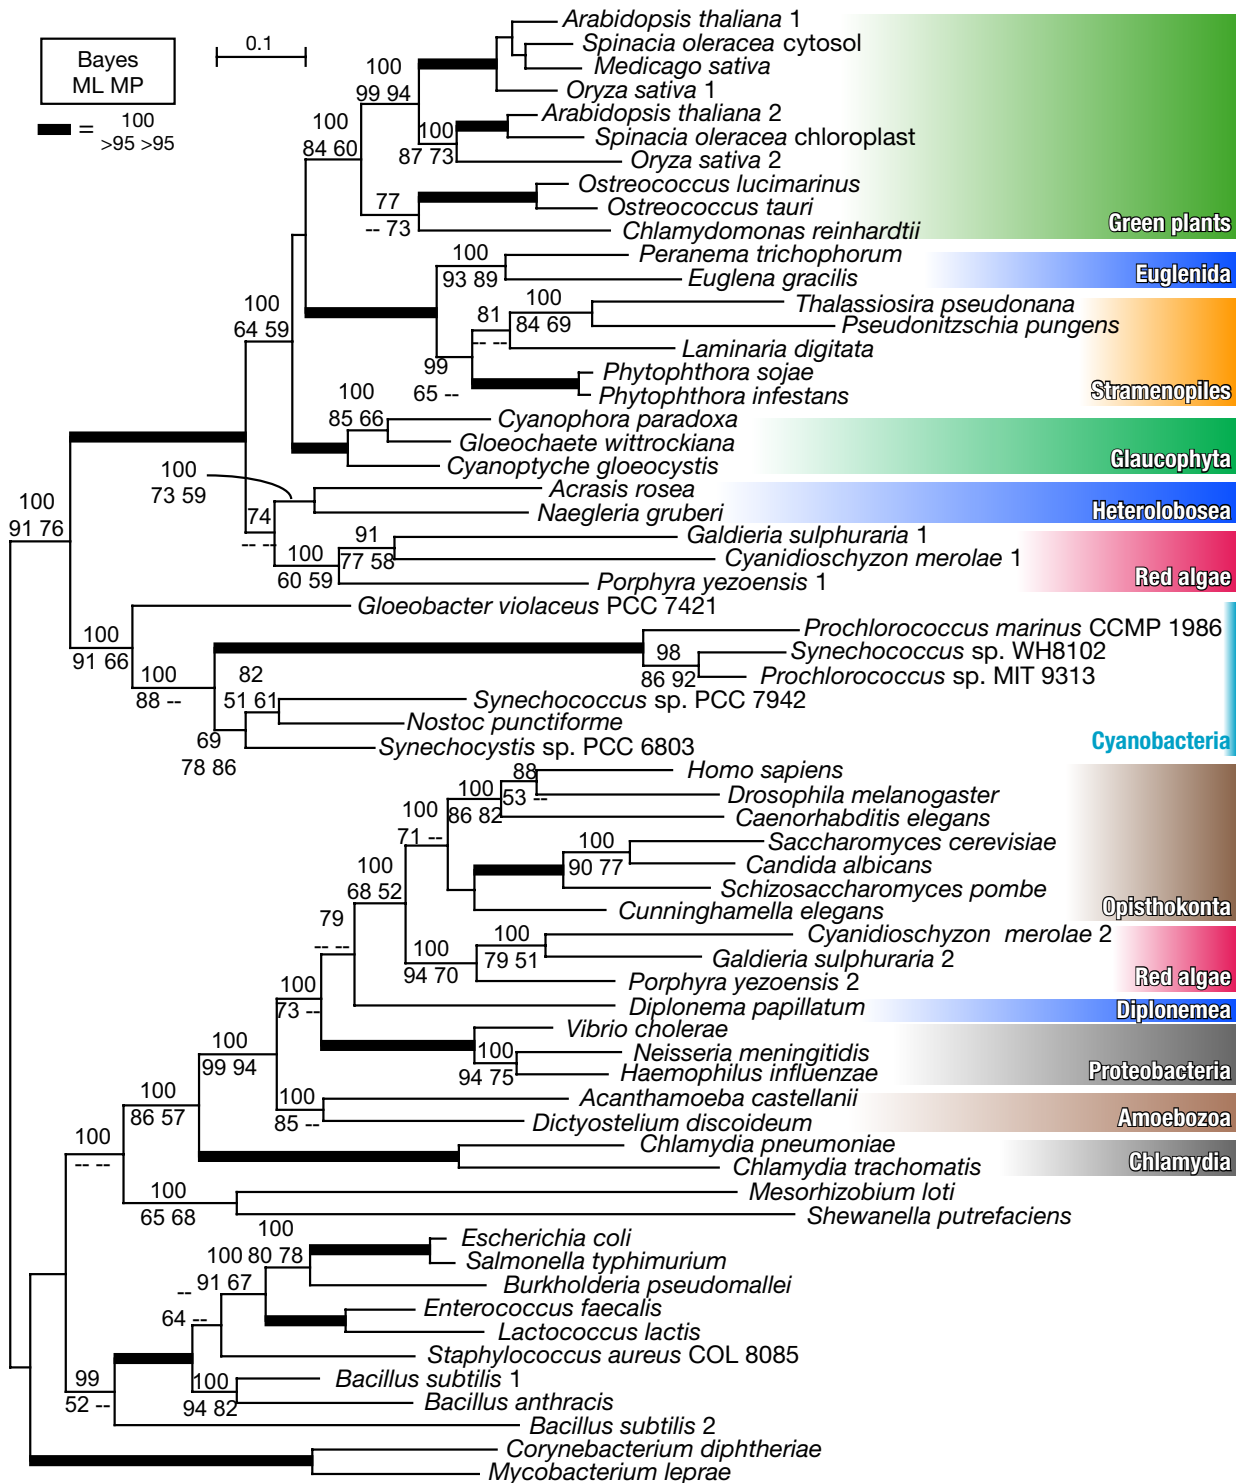 Bayes
ML MP
= 100
>95 >95
0.1
Arabidopsis thaliana 1
Spinacia oleracea cytosol
100
Medicago sativa
99 94
Oryza sativa 1
Arabidopsis thaliana 2
100
100
Spinacia oleracea chloroplast
84 60
87 73
Oryza sativa 2
77
Ostreococcus lucimarinus
Ostreococcus tauri
-- 73
Chlamydomonas reinhardtii
Green plants
100
Peranema trichophorum
93 89
Euglena gracilis
Euglenida
100
64 59
81
100
Thalassiosira pseudonana
84 69
Pseudonitzschia pungens
-- --
Laminaria digitata
99
Phytophthora sojae
65 --
Phytophthora infestans
Stramenopiles
100
85 66
Cyanophora paradoxa
Gloeochaete wittrockiana
Cyanoptyche gloeocystis
Glaucophyta
100
73 59
Acrasis rosea
Naegleria gruberi
Heterolobosea
100
91 76
74
-- --
91
Galdieria sulphuraria 1
100
77 58
Cyanidioschyzon merolae 1
60 59
Porphyra yezoensis 1
Red algae
Gloeobacter violaceus PCC 7421
100
91 66
Prochlorococcus marinus CCMP 1986
98
Synechococcus sp. WH8102
86 92
Prochlorococcus sp. MIT 9313
100
88 --
82
51 61
Synechococcus sp. PCC 7942
Nostoc punctiforme
69
78 86
Synechocystis sp. PCC 6803
Cyanobacteria
88
Homo sapiens
100
53 --
Drosophila melanogaster
100
86 82
Caenorhabditis elegans
71 --
100
Saccharomyces cerevisiae
90 77
Candida albicans
100
68 52
Schizosaccharomyces pombe
Cunninghamella elegans
Opisthokonta
79
-- --
100
Cyanidioschyzon merolae 2
100
79 51
Galdieria sulphuraria 2
94 70
Porphyra yezoensis 2
Red algae
100
73 --
Diplonema papillatum
Diplonemea
Vibrio cholerae
100
Neisseria meningitidis
94 75
Haemophilus influenzae
Proteobacteria
100
99 94
100
Acanthamoeba castellanii
85 --
Dictyostelium discoideum
Amoebozoa
100
86 57
Chlamydia pneumoniae
Chlamydia trachomatis
Chlamydia
100
-- --
100
Mesorhizobium loti
65 68
Shewanella putrefaciens
100
Escherichia coli
100 80 78
Salmonella typhimurium
91 67
Burkholderia pseudomallei
--
64 --
Enterococcus faecalis
Lactococcus lactis
Staphylococcus aureus COL 8085
99
52 --
100
Bacillus subtilis 1
94 82
Bacillus anthracis
Bacillus subtilis 2
Corynebacterium diphtheriae
Mycobacterium leprae